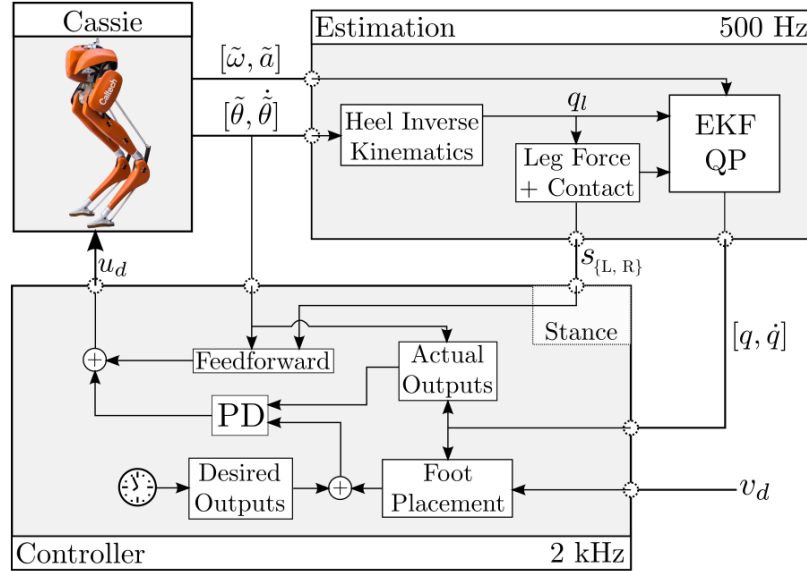 Cassie
Caltech
[ω̃, ã]
[θ̃, θ̃̇]
Estimation 500 Hz
Heel Inverse
Kinematics
q_l
Leg Force
+ Contact
EKF
QP
u_d
s_{L, R}
[q, q̇]
Stance
Feedforward
Actual
Outputs
+
PD
Desired
Outputs
+
Foot
Placement
v_d
Controller 2 kHz